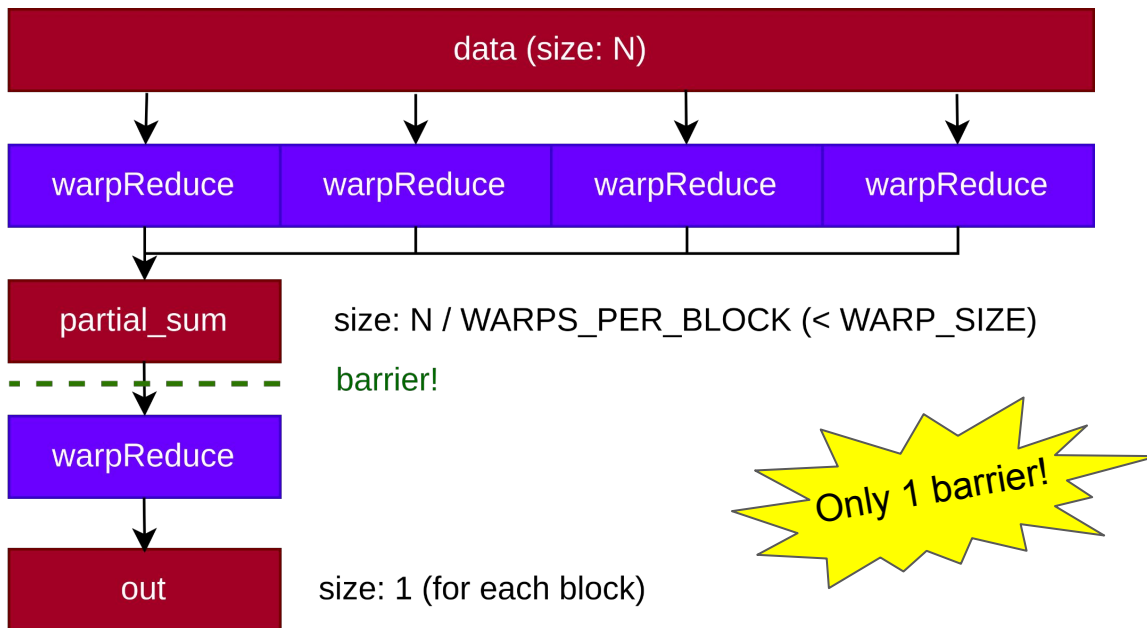 data (size: N)
warpReduce
warpReduce
warpReduce
warpReduce
partial_sum
size: N / WARPS_PER_BLOCK (< WARP_SIZE)
barrier!
warpReduce
Only 1 barrier!
out
size: 1 (for each block)